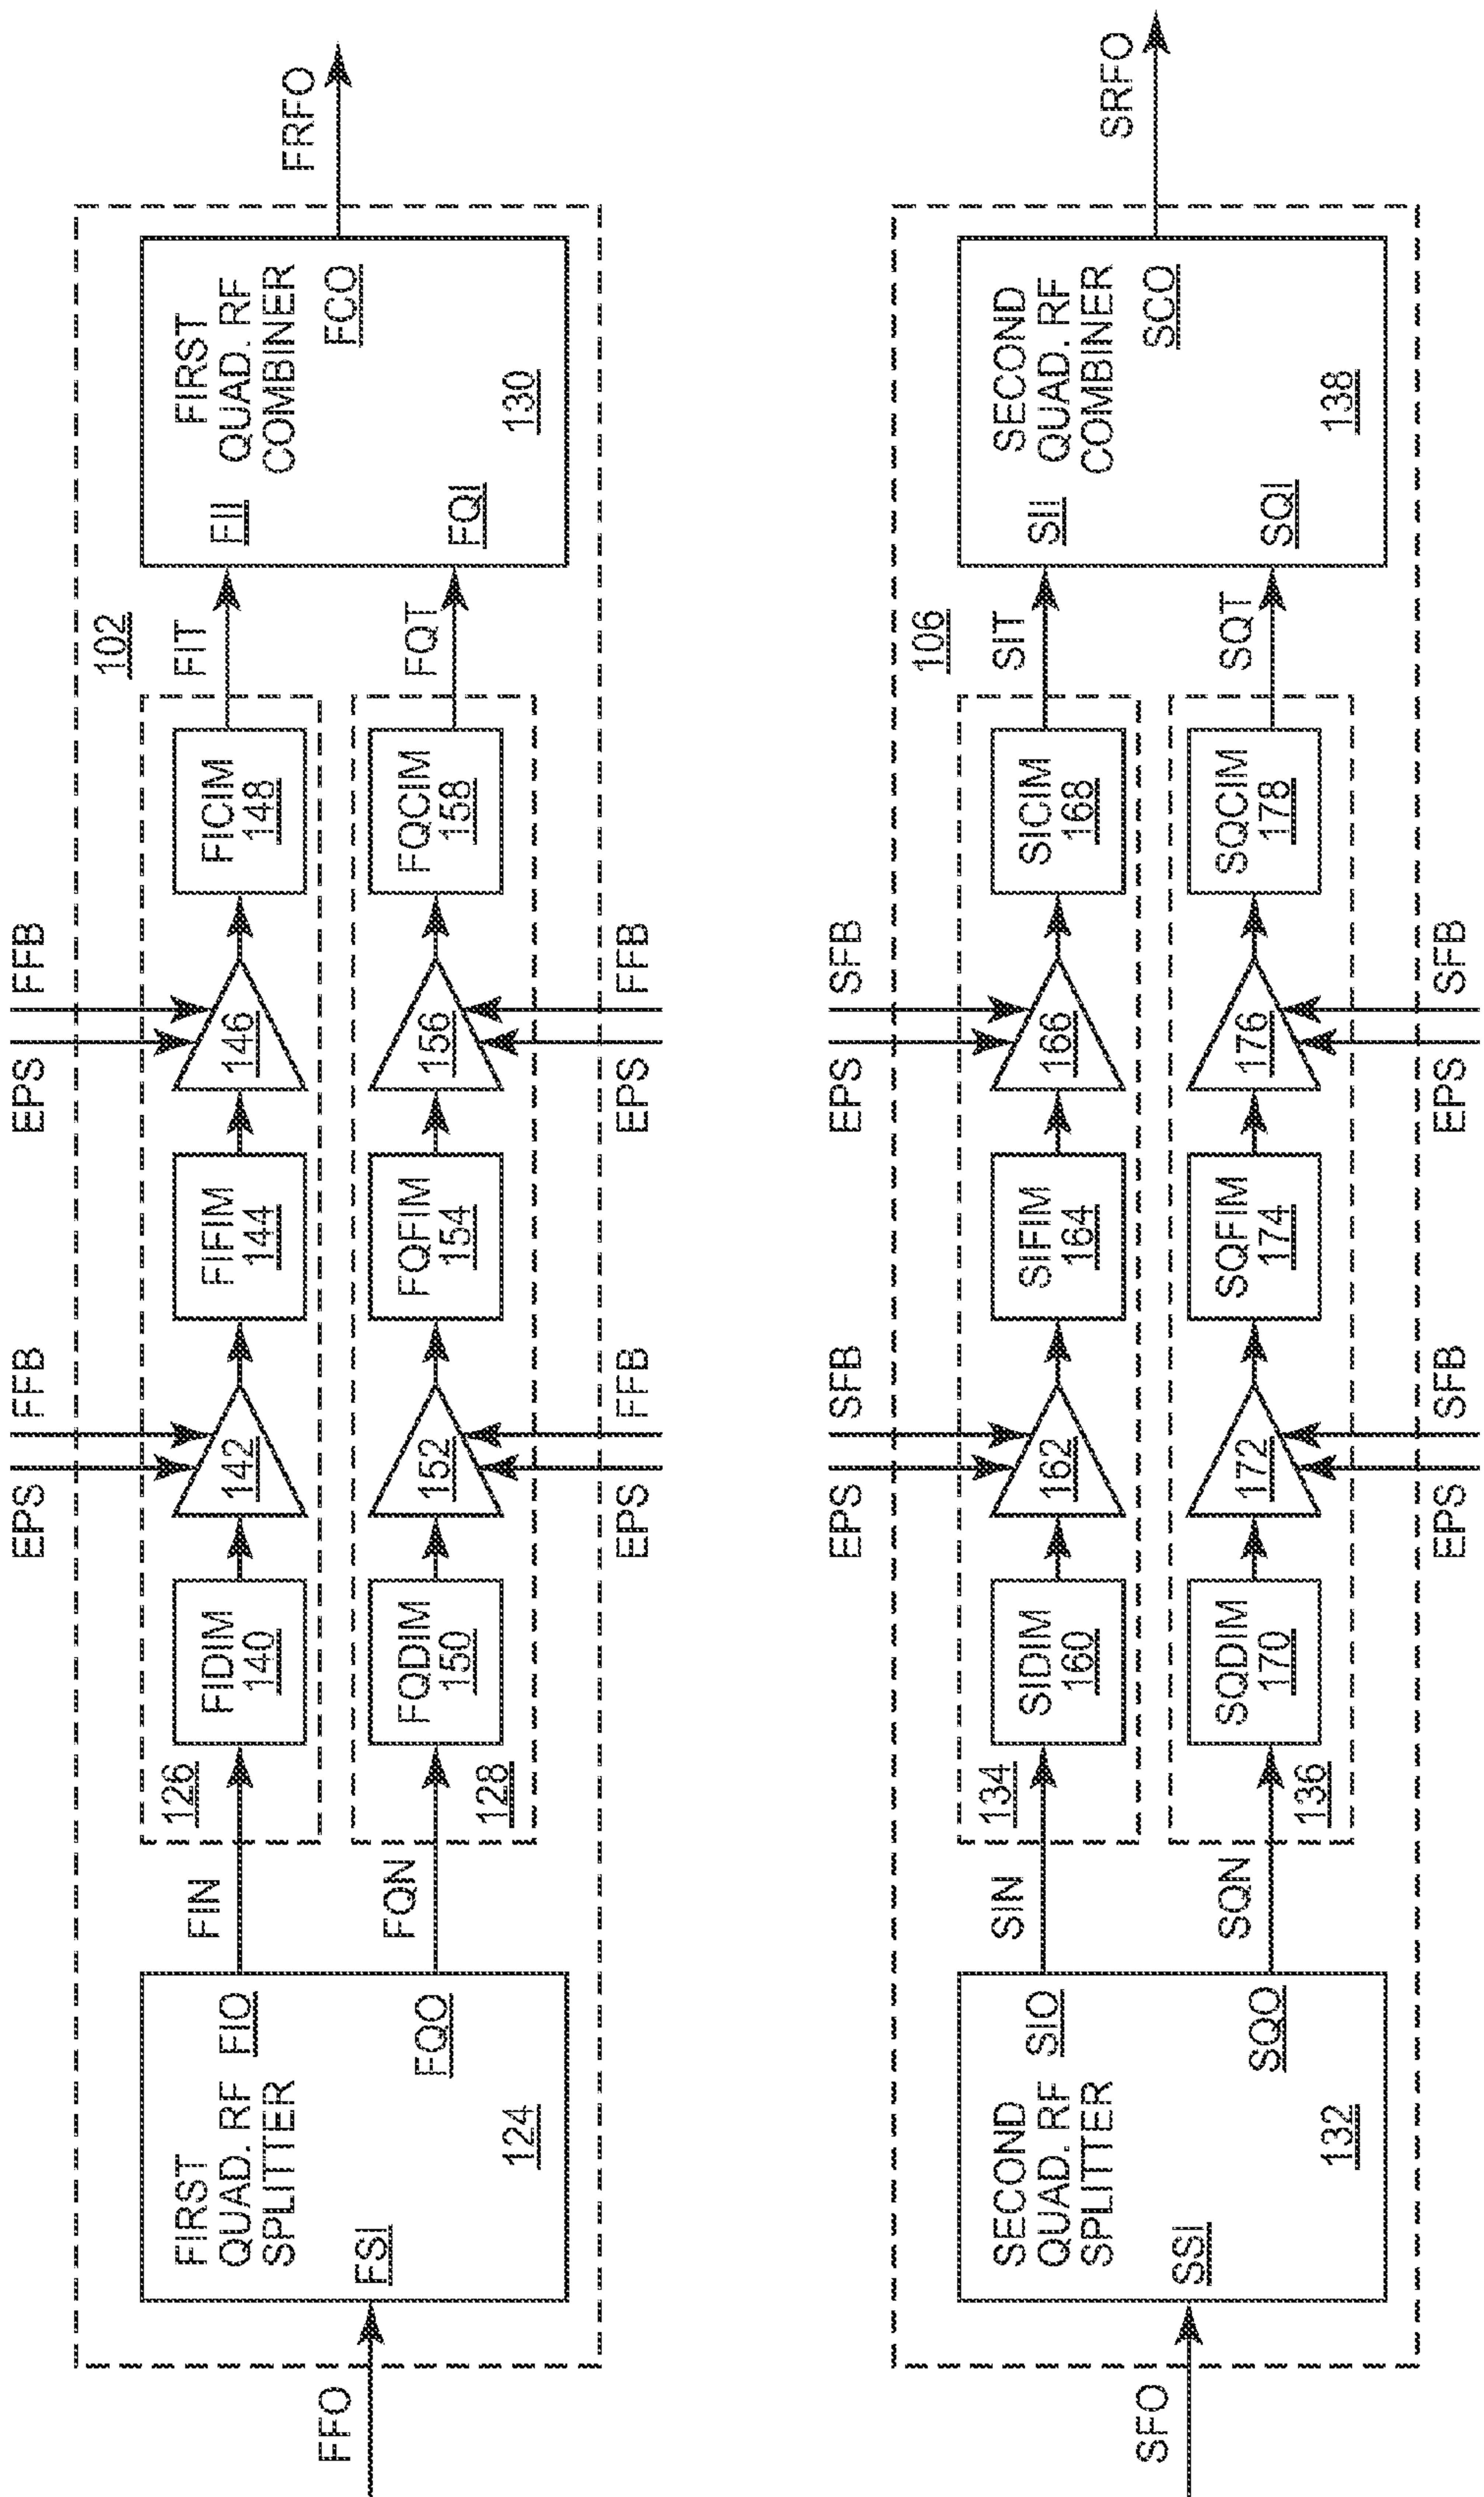 FFO
FIRST
QUAD. RF
SPLITTER
FSI
FIO
FQO
124
FIN
FQN
126
128
FIDIM
140
EPS
FFB
142
FIFIM
144
EPS
FFB
146
FICIM
148
FQDIM
150
152
EPS
FFB
FQFIM
154
156
EPS
FFB
FQCIM
158
102
FIT
FQT
FII
FQI
FIRST
QUAD. RF
COMBINER
FCO
130
FRFO
SFO
SECOND
QUAD. RF
SPLITTER
SSI
SIO
SQO
132
SIN
SQN
134
136
SIDIM
160
EPS
SFB
162
SIFIM
164
EPS
SFB
166
SICIM
168
SQDIM
170
172
EPS
SFB
SQFIM
174
176
EPS
SFB
SQCIM
178
106
SIT
SQT
SII
SQI
SECOND
QUAD. RF
COMBINER
SCO
138
SRFO